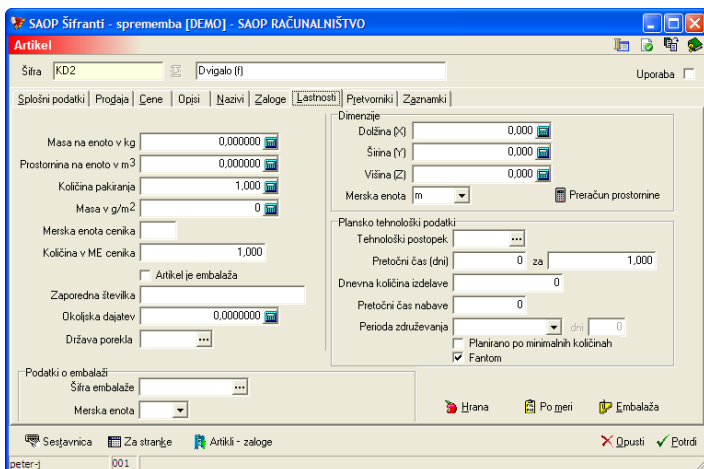 SAOP Šifranti - sprememba [DEMO] - SAOP RAČUNALNIŠTVO
Artikel
Šifra KD2 Dvigalo (f) Uporaba
Splošni podatki Prodaja Cene Opisi Nazivi Zaloge Lastnosti Pretvorniki Zaznamki
Masa na enoto v kg 0,000000
Prostornina na enoto v m3 0,000000
Količina pakiranja 1,000
Masa v g/m2 0
Merska enota cenika
Količina v ME cenika 1,000
Artikel je embalaža
Zaporedna številka
Okoljska dajatev 0,0000000
Država porekla ...
Dimenzije
Dolžina (X) 0,000
Širina (Y) 0,000
Višina (Z) 0,000
Merska enota m Preračun prostornine
Plansko tehnološki podatki
Tehnološki postopek ...
Pretočni čas (dni) 0 za 1,000
Dnevna količina izdelave 0
Pretočni čas nabave 0
Perioda združevanja dni 0
Planirano po minimalnih količinah
Fantom
Podatki o embalaži
Šifra embalaže ...
Merska enota
Hrana Po meri Embalaža
Sestavnica Za stranke Artikli - zaloge Opusti Potrdi
peter-j 001